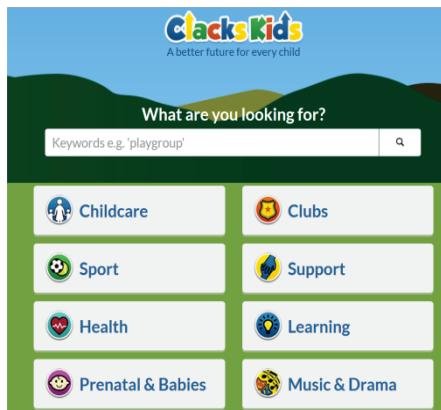 Clacks Kids
A better future for every child
What are you looking for?
Keywords e.g. 'playgroup'
Childcare
Clubs
Sport
Support
Health
Learning
Prenatal & Babies
Music & Drama